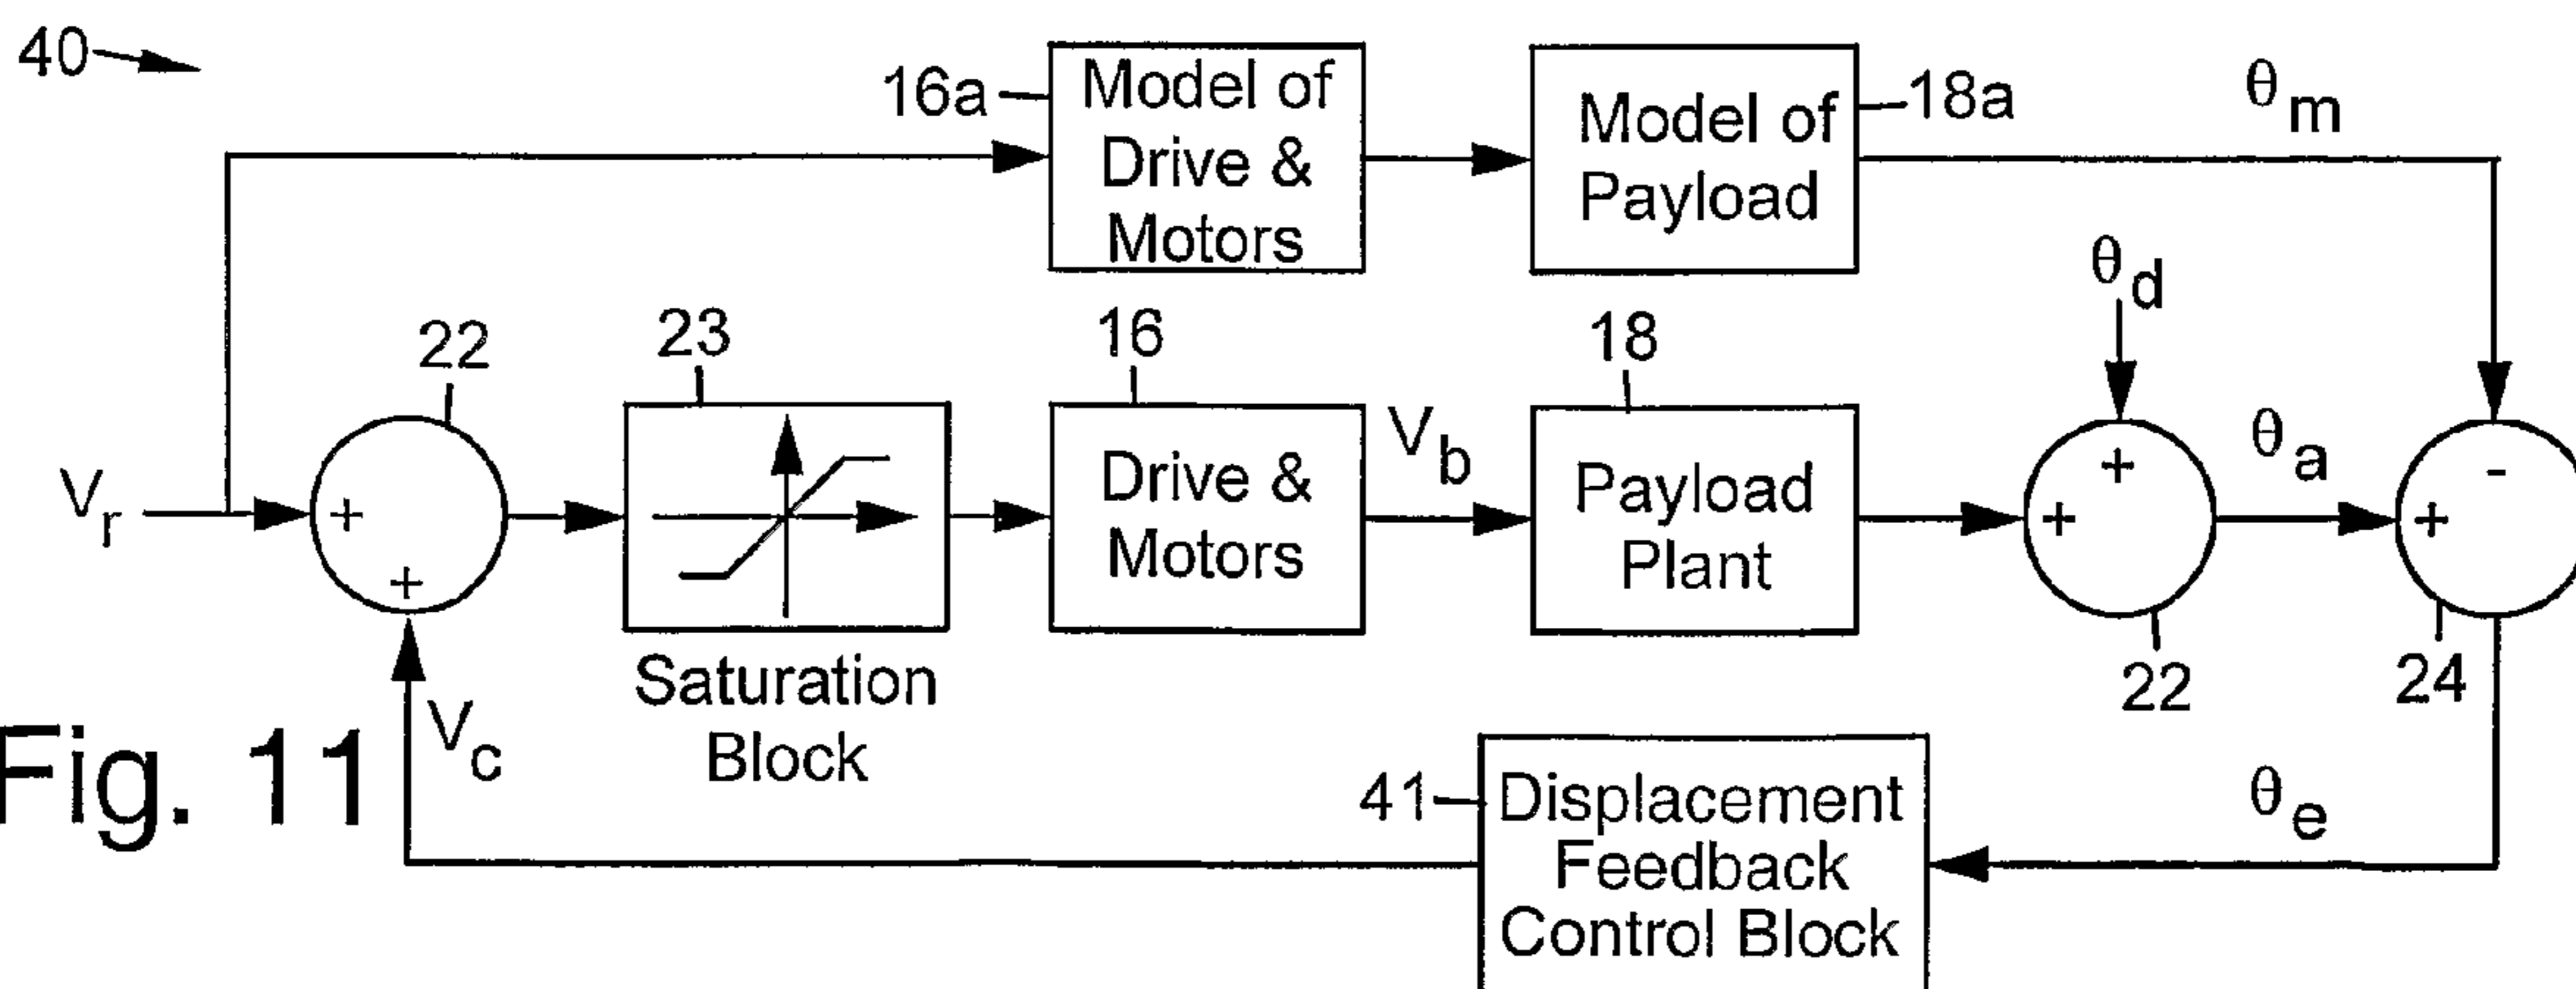 40
16a
Model of
Drive &
Motors
Model of
Payload
18a
θm
θd
22
23
16
18
Vr
+
+
Saturation
Block
Drive &
Motors
Vb
Payload
Plant
+
+
θa
-
+
22
24
Vc
Fig. 11
41
Displacement
Feedback
Control Block
θe